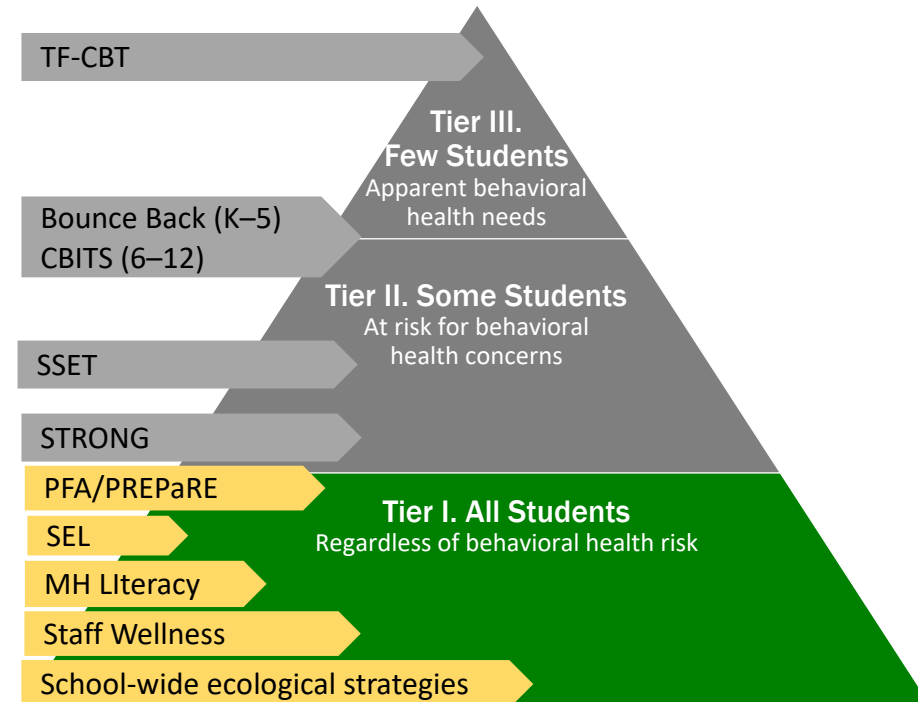 TF-CBT
Tier III.
Few Students
Apparent behavioral
health needs
Bounce Back (K–5)
CBITS (6–12)
Tier II. Some Students
At risk for behavioral
health concerns
SSET
STRONG
PFA/PREPaRE
Tier I. All Students
Regardless of behavioral health risk
SEL
MH LIteracy
Staff Wellness
School-wide ecological strategies